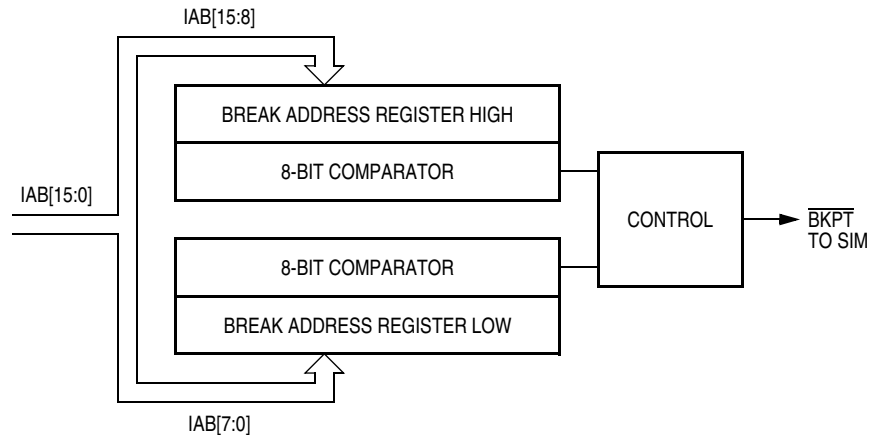 IAB[15:8]
BREAK ADDRESS REGISTER HIGH
8-BIT COMPARATOR
IAB[15:0]
CONTROL
BKPT
TO SIM
8-BIT COMPARATOR
BREAK ADDRESS REGISTER LOW
IAB[7:0]